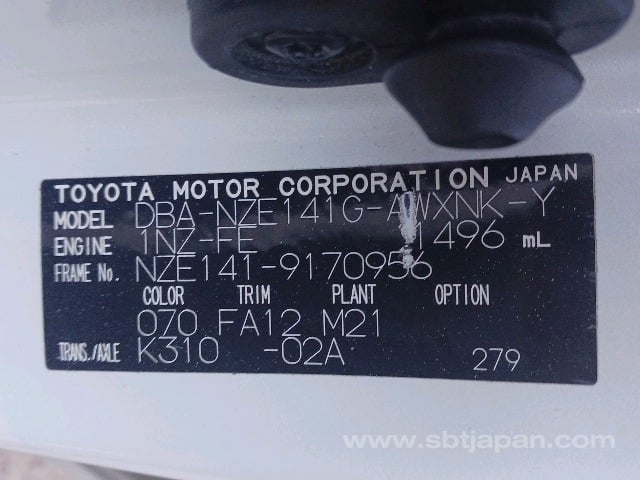 TOYOTA MOTOR CORPORATION JAPAN
MODEL DBA-NZE141G-AWXNK-Y
ENGINE 1NZ-FE 1496 mL
FRAME No. NZE141-9170956
COLOR TRIM PLANT OPTION
070 FA12 M21
TRANS./AXLE K310 -02A 279
www.sbtjapan.com